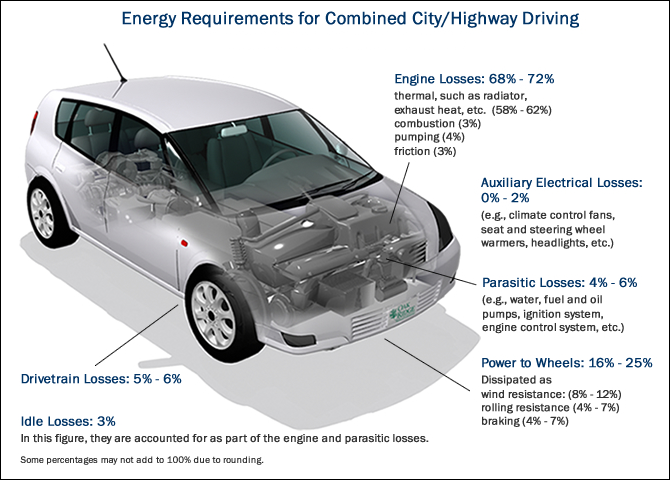 Energy Requirements for Combined City/Highway Driving
Engine Losses: 68% - 72%
thermal, such as radiator,
exhaust heat, etc. (58% - 62%)
combustion (3%)
pumping (4%)
friction (3%)
Auxiliary Electrical Losses:
0% - 2%
(e.g., climate control fans,
seat and steering wheel
warmers, headlights, etc.)
Parasitic Losses: 4% - 6%
(e.g., water, fuel and oil
pumps, ignition system,
engine control system, etc.)
Power to Wheels: 16% - 25%
Dissipated as
wind resistance: (8% - 12%)
rolling resistance (4% - 7%)
braking (4% - 7%)
OAK
RIDGE
Drivetrain Losses: 5% - 6%
Idle Losses: 3%
In this figure, they are accounted for as part of the engine and parasitic losses.
Some percentages may not add to 100% due to rounding.